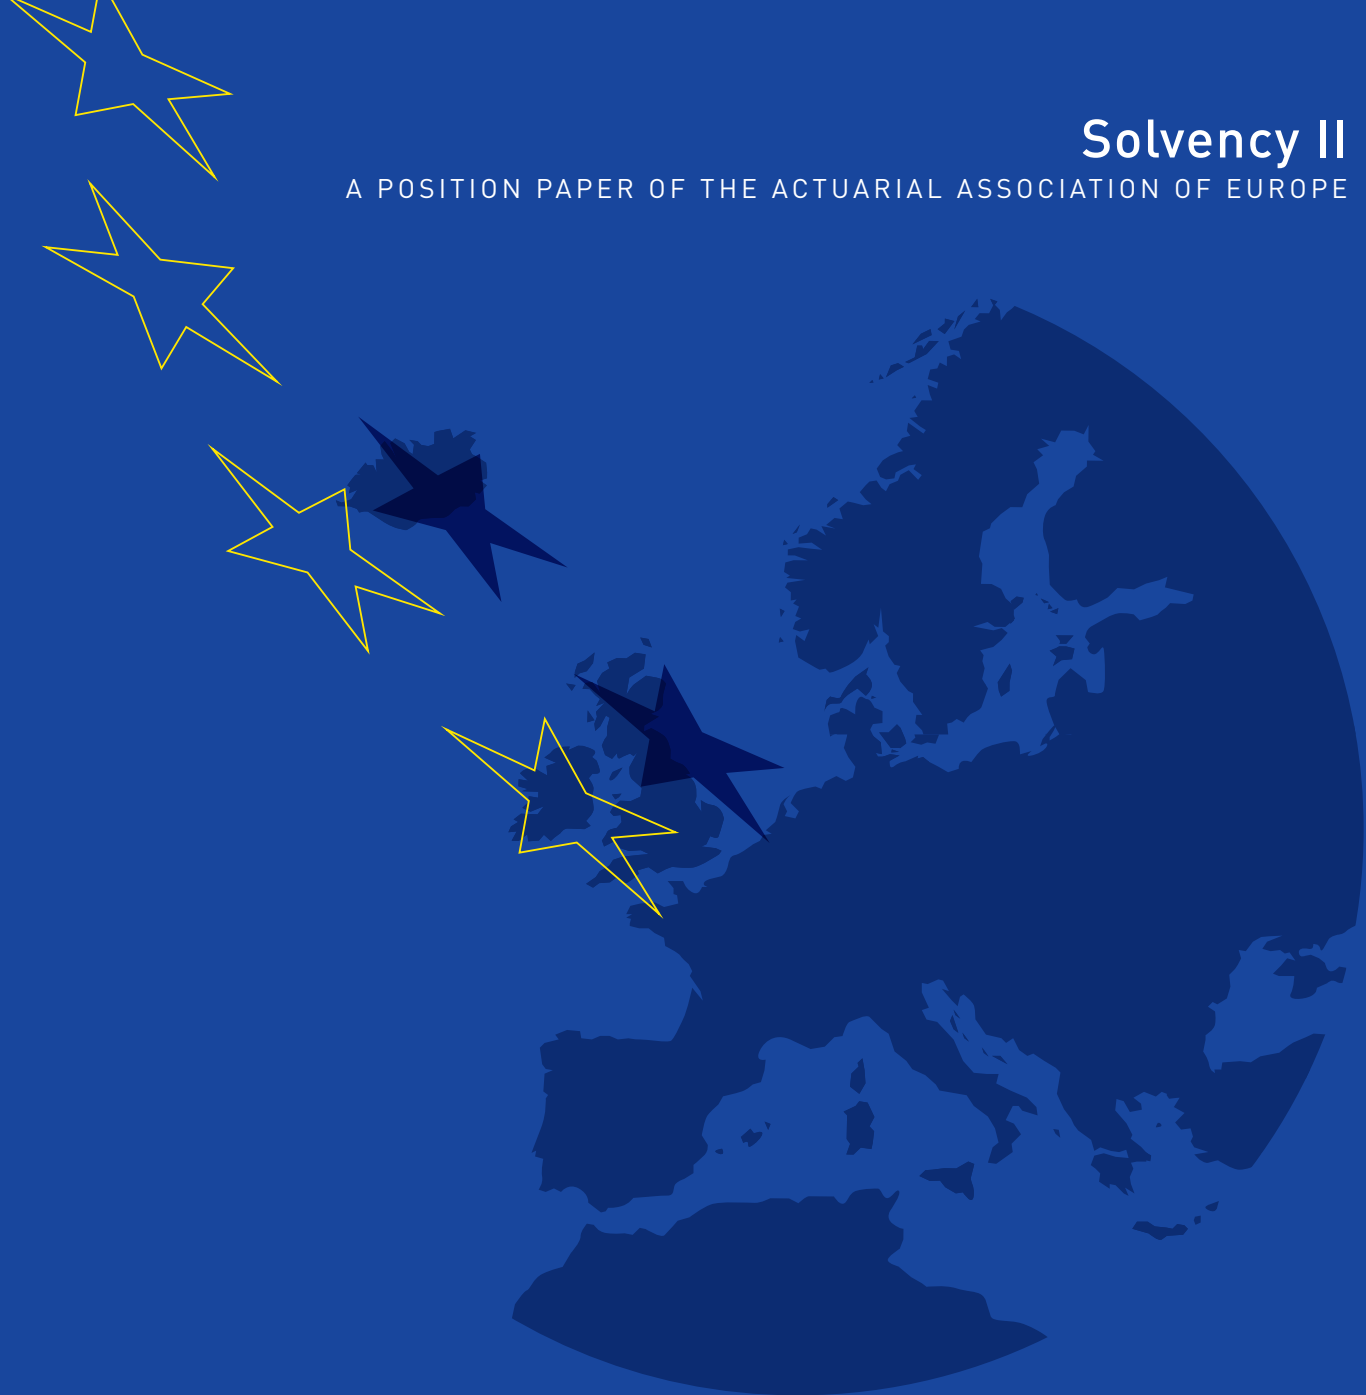 Solvency II
A POSITION PAPER OF THE ACTUARIAL ASSOCIATION OF EUROPE